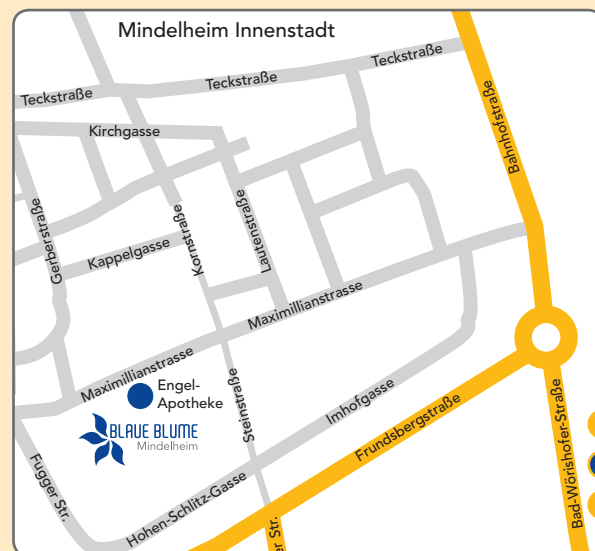 Mindelheim Innenstadt
Teckstraße
Teckstraße
Teckstraße
Kirchgasse
Bahnhofstraße
Gerberstraße
Kornstraße
Lautenstraße
Kappelgasse
Maximillianstrasse
Maximillianstrasse
Engel-
Apotheke
BLAUE BLUME
Mindelheim
Steinstraße
Imhofgasse
Frundsbergstraße
Bad-Wörishofer-Straße
Fugger Str.
Hohen-Schlitz-Gasse
Str.